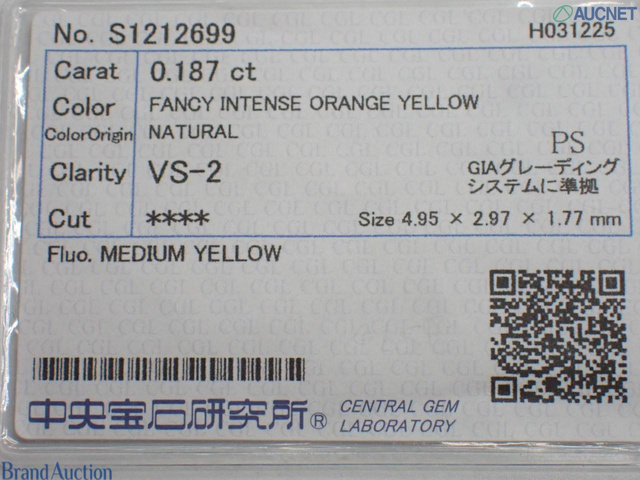 AUCNET
No. S1212699 H031225
Carat 0.187 ct
Color FANCY INTENSE ORANGE YELLOW
ColorOrigin NATURAL
PS
Clarity VS-2
GIAグレーディング
システムに準拠
Cut **** Size 4.95 × 2.97 × 1.77 mm
Fluo. MEDIUM YELLOW
中央宝石研究所® CENTRAL GEM
LABORATORY
Brand Auction